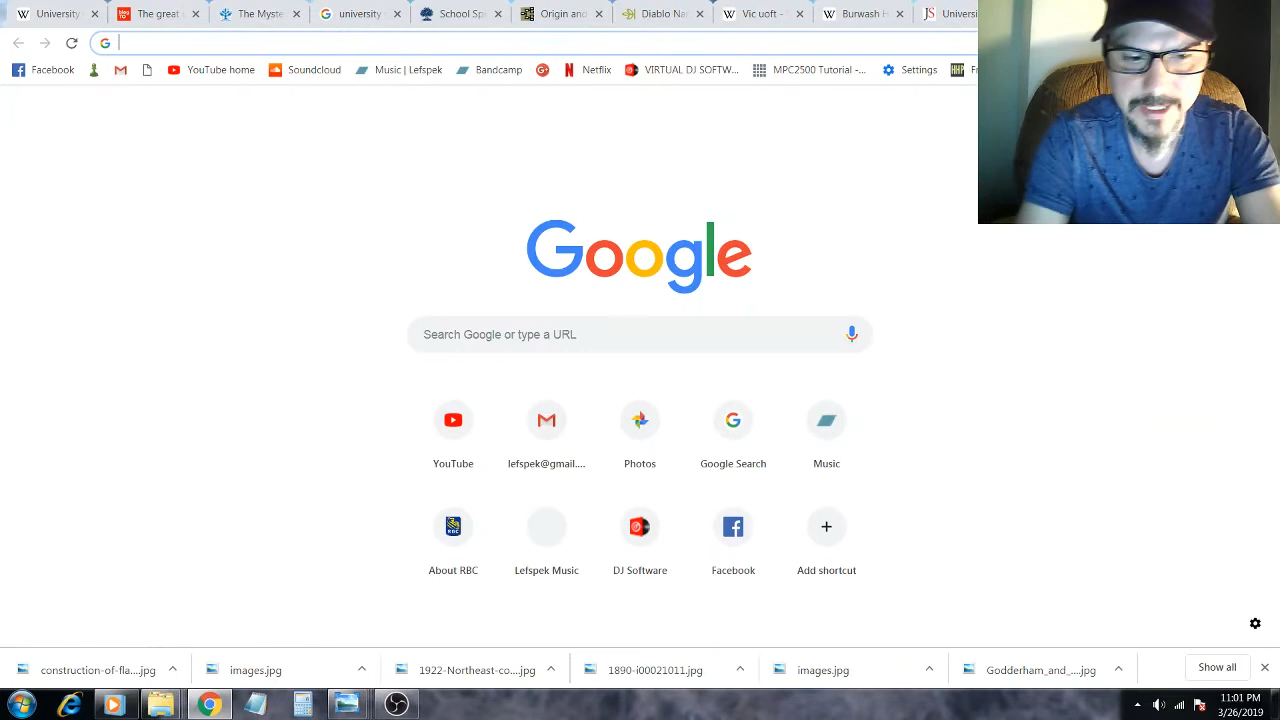 University
The great
The Myste
university
School Spe
Origin and
Diablo Nar
Vic uoft -
Burwash H
Universi
Facebook
YouTube home
Soundcloud
Music | Lefspek
Bandcamp
Netflix
VIRTUAL DJ SOFTW...
MPC2500 Tutorial -...
Settings
Google
Search Google or type a URL
YouTube
lefspek@gmail....
Photos
Google Search
Music
About RBC
Lefspek Music
DJ Software
Facebook
Add shortcut
construction-of-fla....jpg
images.jpg
1922-Northeast-co....jpg
1890-i00021011.jpg
images.jpg
Godderham_and_....jpg
Show all
11:01 PM
3/26/2019